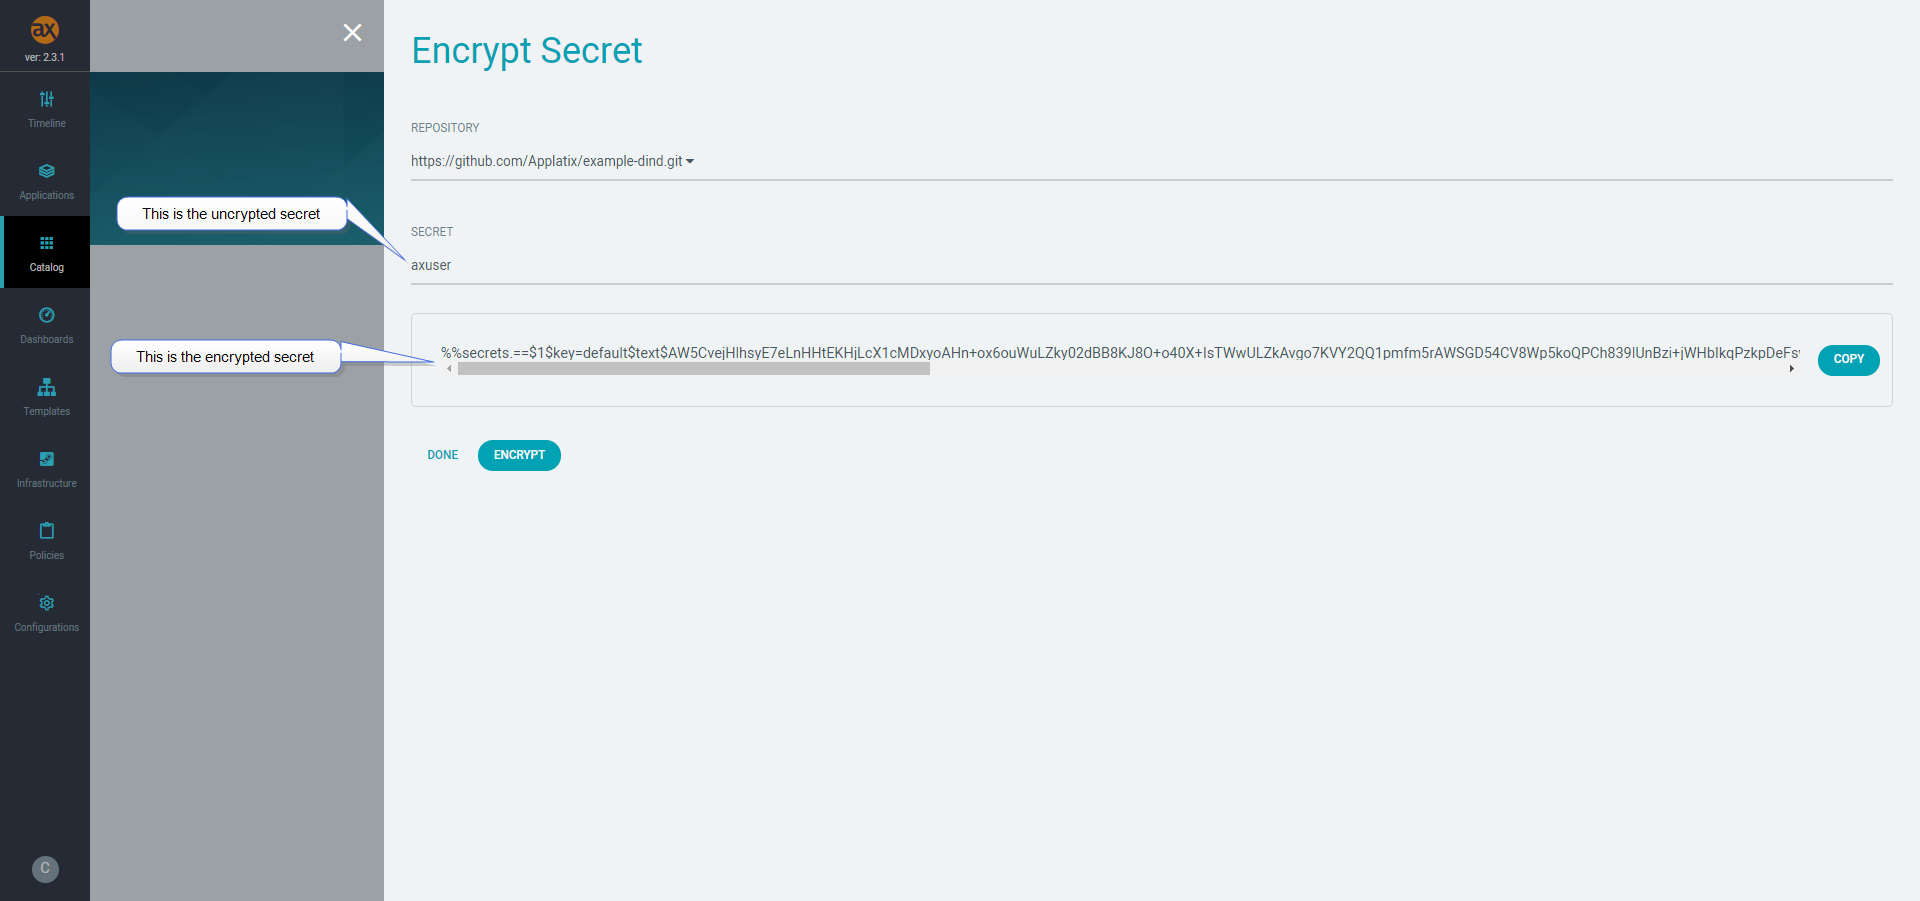 ax
ver: 2.3.1
Timeline
Applications
Catalog
Dashboards
Templates
Infrastructure
Policies
Configurations
C
Encrypt Secret
REPOSITORY
https://github.com/Applatix/example-dind.git
This is the uncrypted secret
SECRET
axuser
This is the encrypted secret
%%secrets.==$1$key=default$text$AW5CvejHlhsyE7eLnHHtEKHjLcX1cMDxyoAHn+ox6ouWuLZky02dBB8KJ8O+o40X+IsTWwULZkAvgo7KVY2QQ1pmfm5rAWSGD54CV8Wp5koQPCh839lUnBzi+jWHbIkqPzkpDeFs
COPY
DONE
ENCRYPT